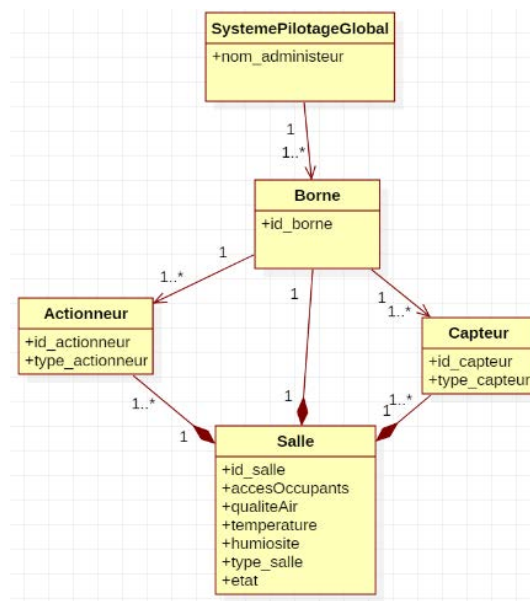 SystemePilotageGlobal
+nom_administeur
1
1..*
Borne
+id_borne
1
1..*
1
1
1..*
Actionneur
+id_actionneur
+type_actionneur
Capteur
+id_capteur
+type_capteur
1..*
1
1
1..*
1
Salle
+id_salle
+accesOccupants
+qualiteAir
+temperature
+humiosite
+type_salle
+etat